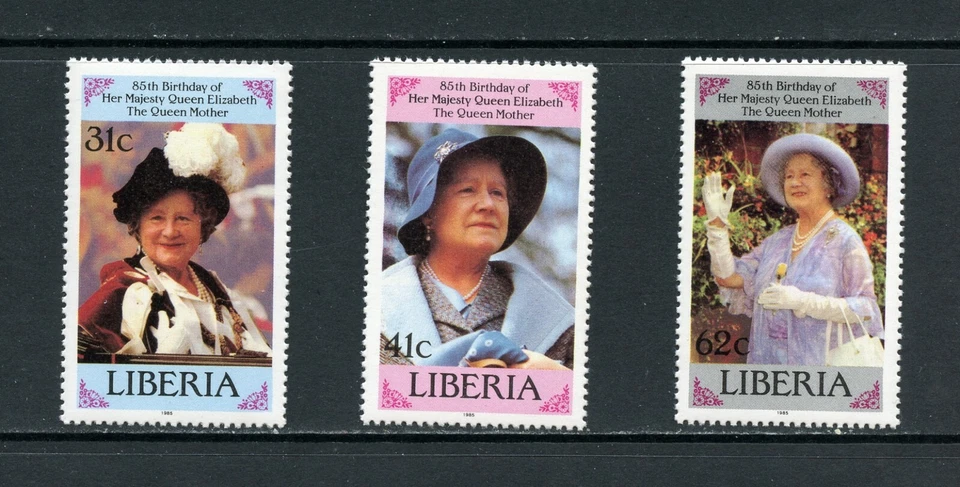 85th Birthday of
Her Majesty Queen Elizabeth
The Queen Mother
31c
LIBERIA
1985
85th Birthday of
Her Majesty Queen Elizabeth
The Queen Mother
41c
LIBERIA
1985
85th Birthday of
Her Majesty Queen Elizabeth
The Queen Mother
62c
LIBERIA
1985